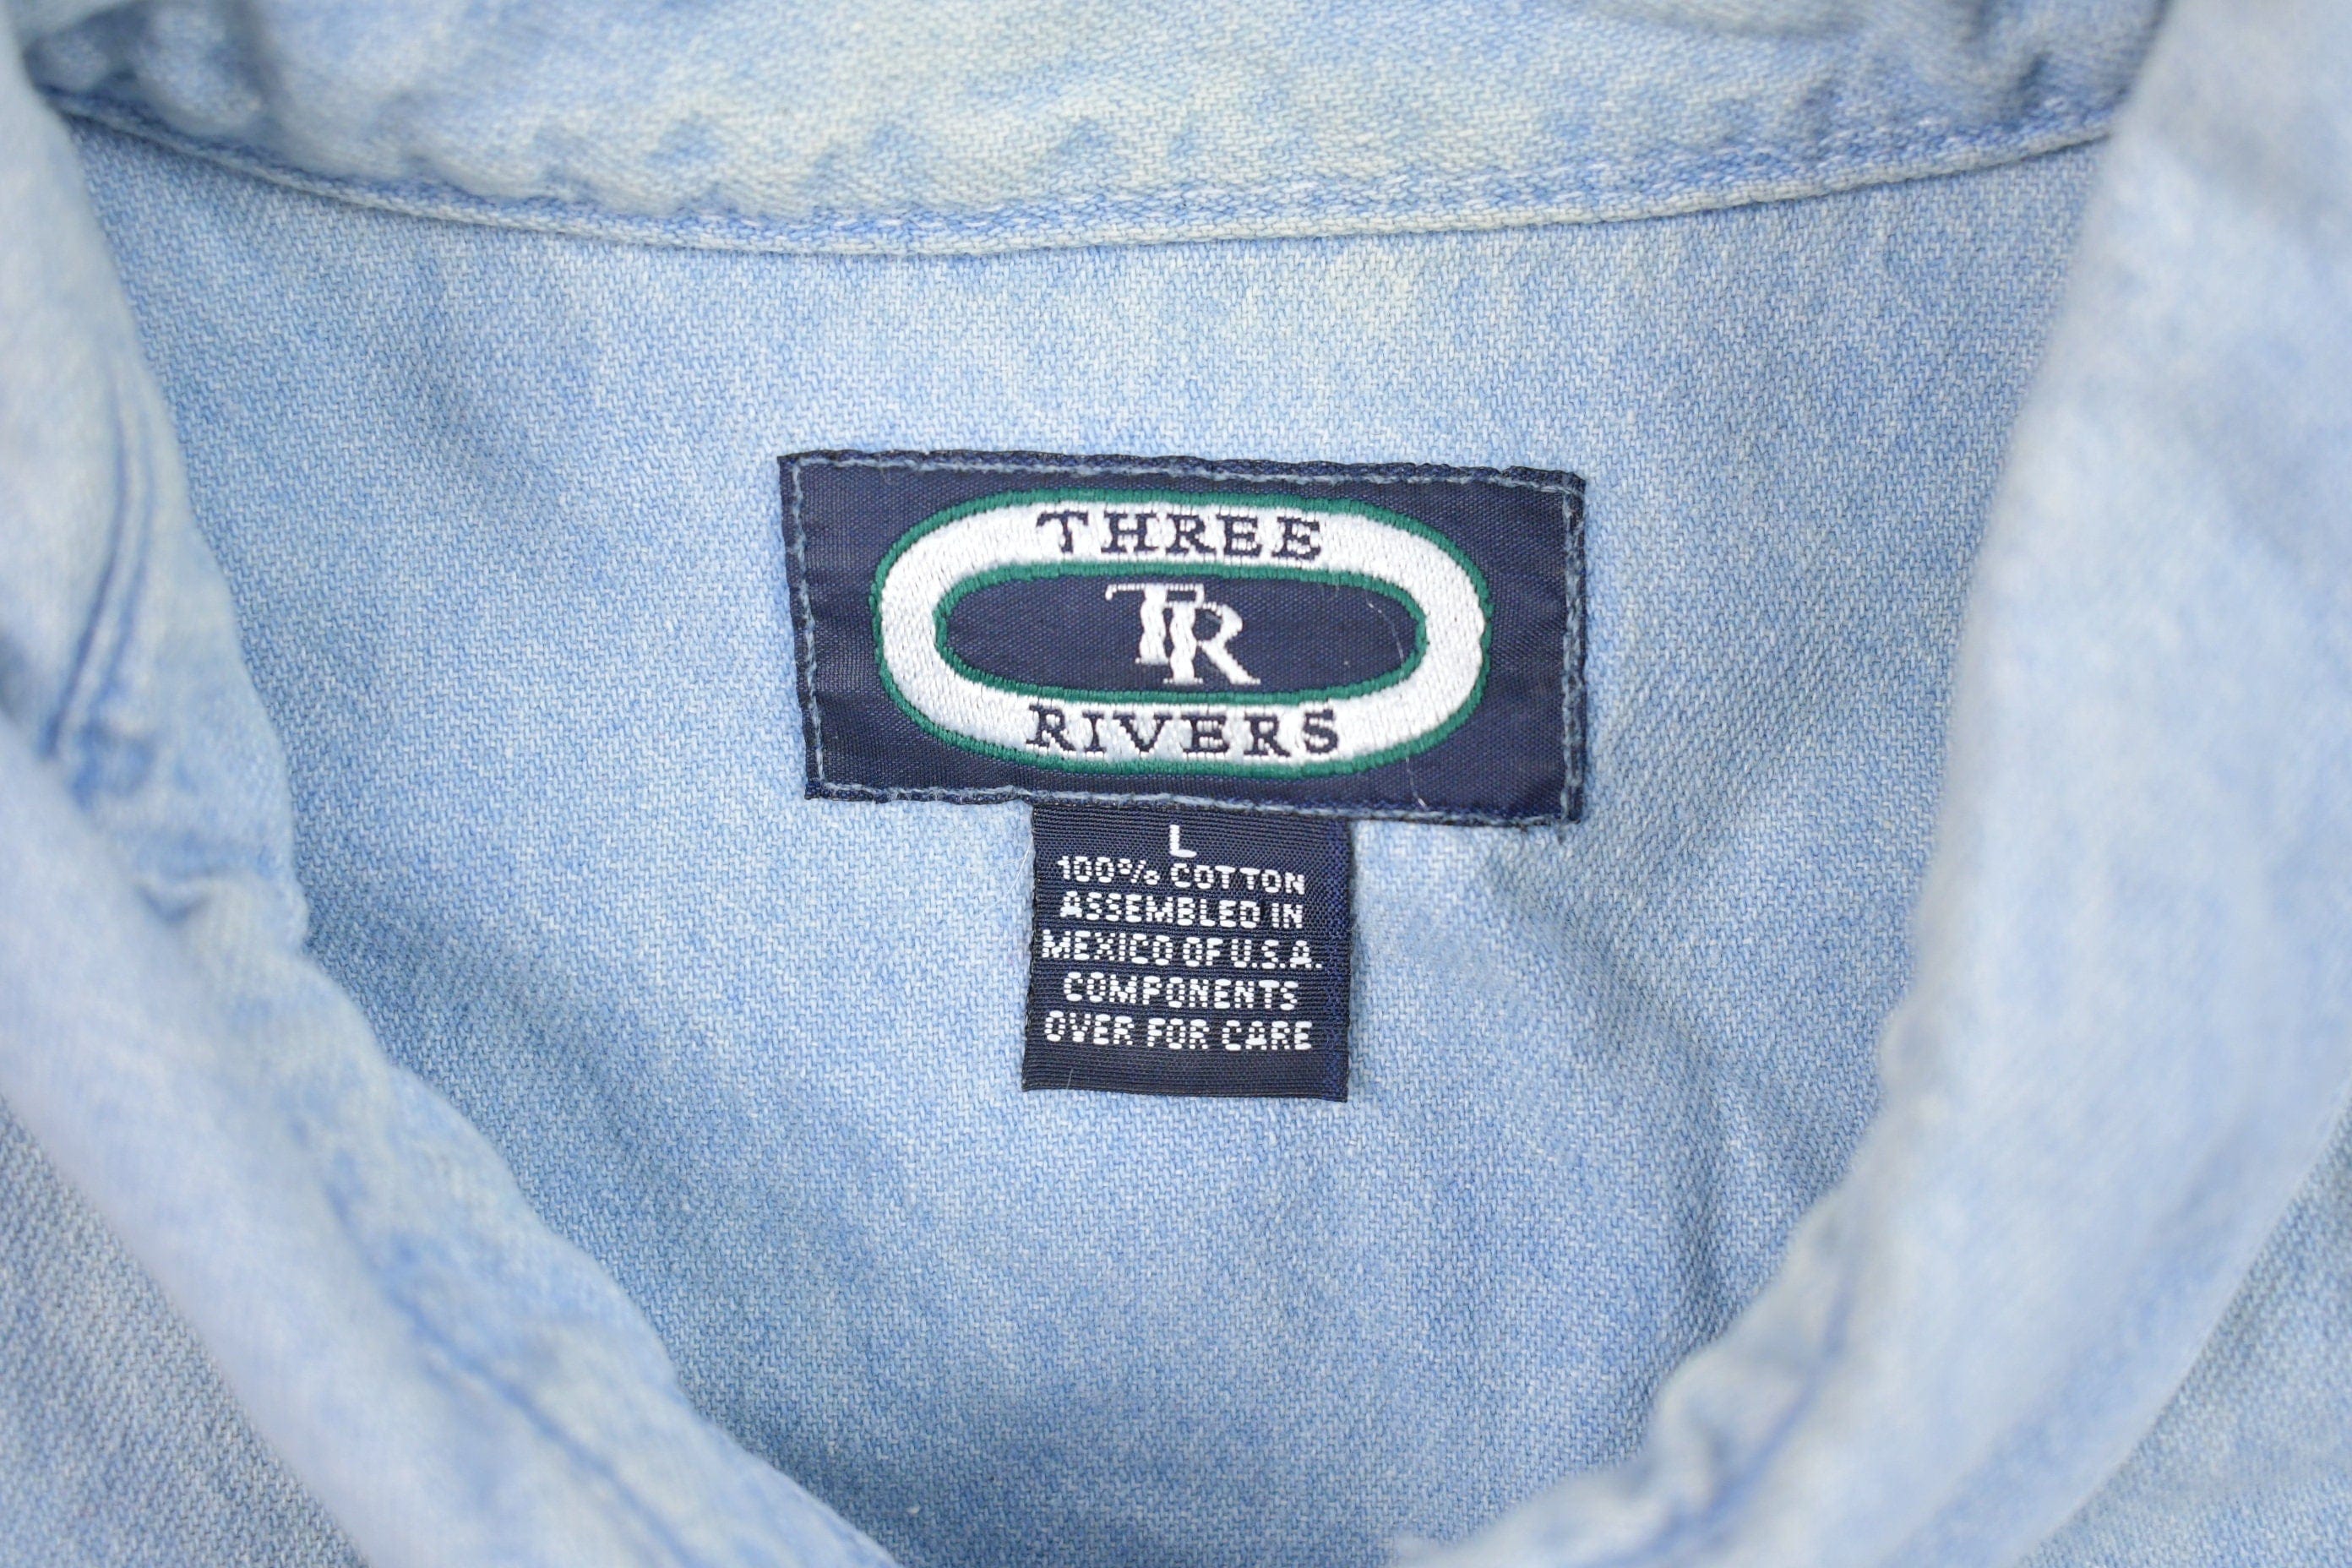 THREE
TR
RIVERS
L
100% COTTON
ASSEMBLED IN
MEXICO OF U.S.A.
COMPONENTS
OVER FOR CARE